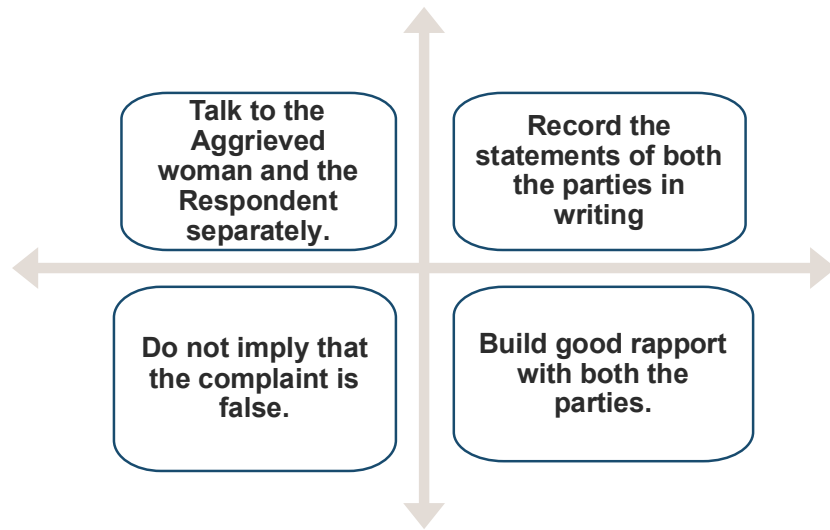 Talk to the
Aggrieved
woman and the
Respondent
separately.
Record the
statements of both
the parties in
writing
Do not imply that
the complaint is
false.
Build good rapport
with both the
parties.